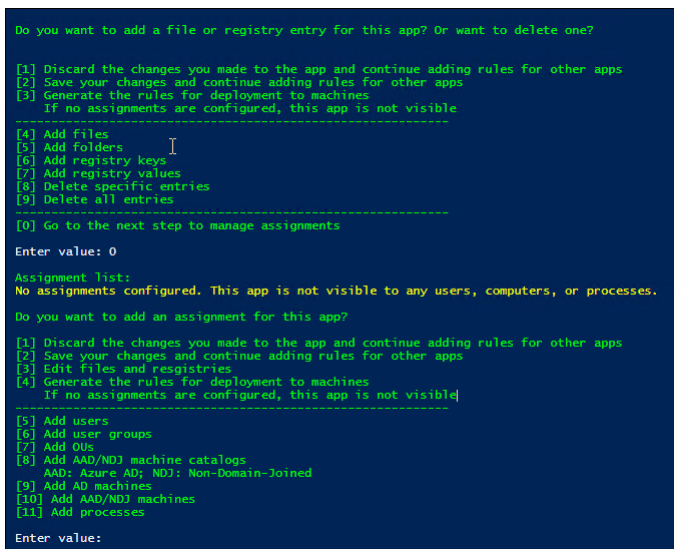 Do you want to add a file or registry entry for this app? Or want to delete one?
[1] Discard the changes you made to the app and continue adding rules for other apps
[2] Save your changes and continue adding rules for other apps
[3] Generate the rules for deployment to machines
If no assignments are configured, this app is not visible
-------------------------------------------------------------
[4] Add files
[5] Add folders
[6] Add registry keys
[7] Add registry values
[8] Delete specific entries
[9] Delete all entries
-------------------------------------------------------------
[0] Go to the next step to manage assignments
Enter value: 0
Assignment list:
No assignments configured. This app is not visible to any users, computers, or processes.
Do you want to add an assignment for this app?
[1] Discard the changes you made to the app and continue adding rules for other apps
[2] Save your changes and continue adding rules for other apps
[3] Edit files and resgistries
[4] Generate the rules for deployment to machines
If no assignments are configured, this app is not visible
-------------------------------------------------------------
[5] Add users
[6] Add user groups
[7] Add OUs
[8] Add AAD/NDJ machine catalogs
AAD: Azure AD; NDJ: Non-Domain-Joined
[9] Add AD machines
[10] Add AAD/NDJ machines
[11] Add processes
Enter value: